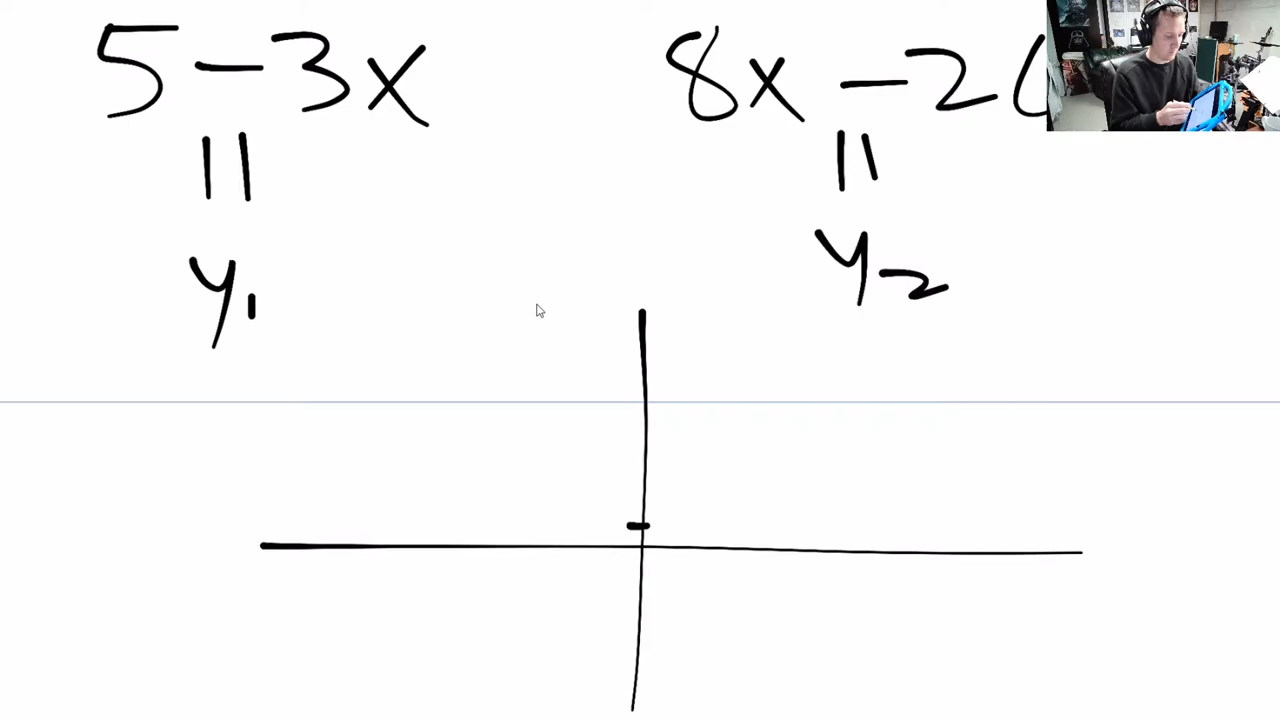 5 - 3x 8x - 2
|| ||
y₁ y₂